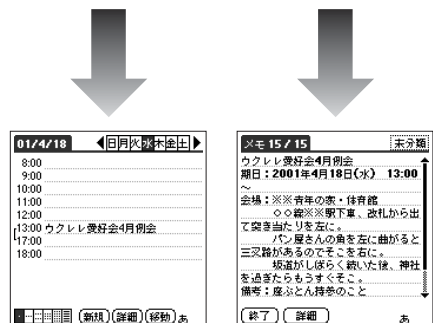 01/4/18 日月火水木金土
8:00
9:00
10:00
11:00
12:00
13:00 ウクレレ愛好会4月例会
17:00
18:00
新規 詳細 移動 あ
メモ 15 / 15 未分類
ウクレレ愛好会4月例会
期日：2001年4月18日(水) 13:00
～
会場：※※青年の家・体育館
○○線※※駅下車、改札から出
て突き当たりを左に。
パン屋さんの角を左に曲がると
三叉路があるのでそこを右に。
坂道がしばらく続いた後、神社
を過ぎたらもうすぐそこ。
備考：座ぶとん持参のこと
終了 詳細 あ